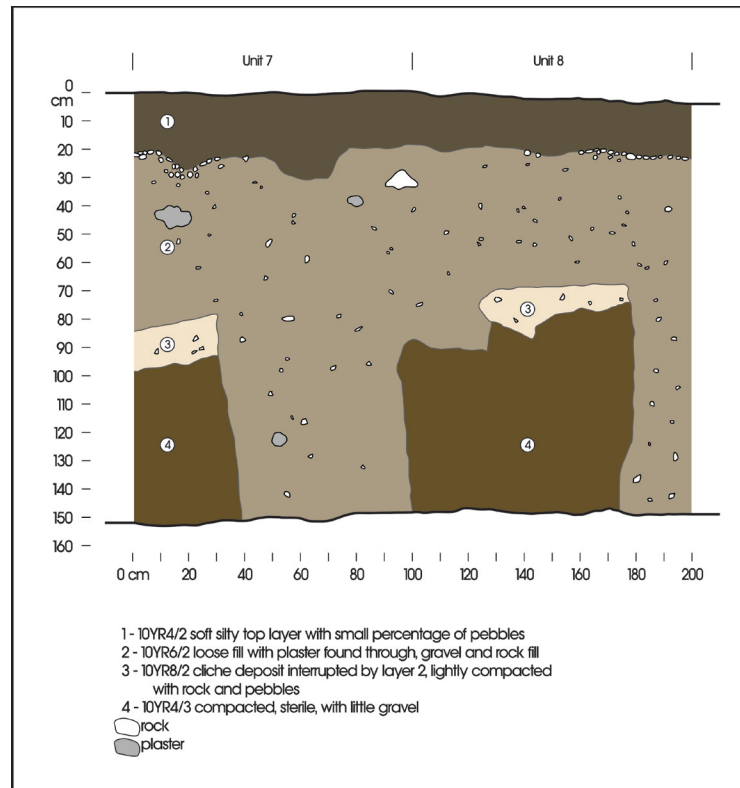 Unit 7
Unit 8
0
cm
10
20
30
40
50
60
70
80
90
100
110
120
130
140
150
160
1
2
3
3
4
4
0 cm 20 40 60 80 100 120 140 160 180 200
1 - 10YR4/2 soft silty top layer with small percentage of pebbles
2 - 10YR6/2 loose fill with plaster found through, gravel and rock fill
3 - 10YR8/2 cliche deposit interrupted by layer 2, lightly compacted
with rock and pebbles
4 - 10YR4/3 compacted, sterile, with little gravel
rock
plaster